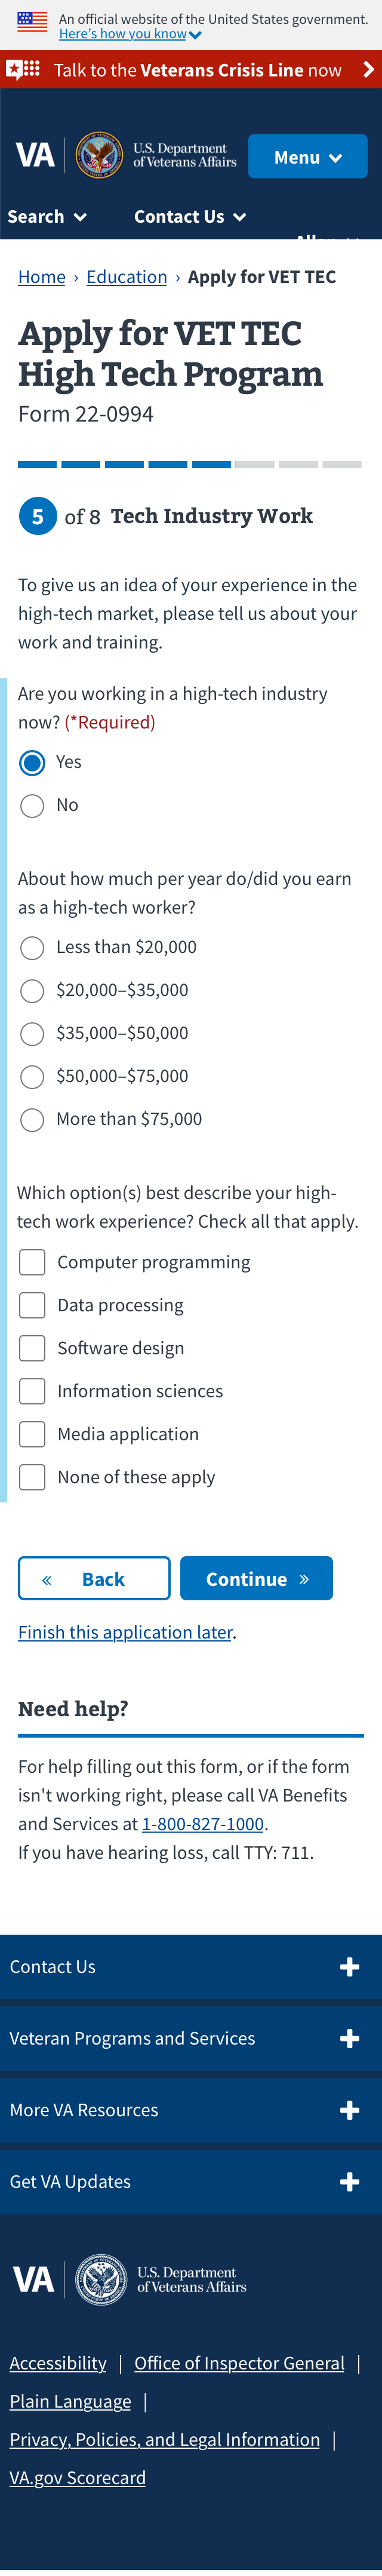 An official website of the United States government.
Here's how you know
Talk to the Veterans Crisis Line now
VA
U.S. Department
of Veterans Affairs
Menu
Search
Contact Us
Home › Education › Apply for VET TEC
Apply for VET TEC
High Tech Program
Form 22-0994
5 of 8 Tech Industry Work
To give us an idea of your experience in the
high-tech market, please tell us about your
work and training.
Are you working in a high-tech industry
now? (*Required)
Yes
No
About how much per year do/did you earn
as a high-tech worker?
Less than $20,000
$20,000–$35,000
$35,000–$50,000
$50,000–$75,000
More than $75,000
Which option(s) best describe your high-
tech work experience? Check all that apply.
Computer programming
Data processing
Software design
Information sciences
Media application
None of these apply
« Back
Continue »
Finish this application later.
Need help?
For help filling out this form, or if the form
isn't working right, please call VA Benefits
and Services at 1-800-827-1000.
If you have hearing loss, call TTY: 711.
Contact Us
Veteran Programs and Services
More VA Resources
Get VA Updates
VA
U.S. Department
of Veterans Affairs
Accessibility | Office of Inspector General |
Plain Language |
Privacy, Policies, and Legal Information |
VA.gov Scorecard